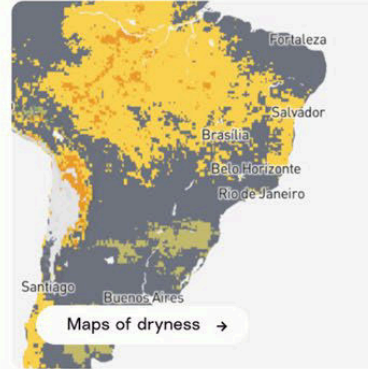 Fortaleza
Salvador
Brasília
Belo Horizonte
Rio de Janeiro
Santiago
Buenos Aires
Maps of dryness →